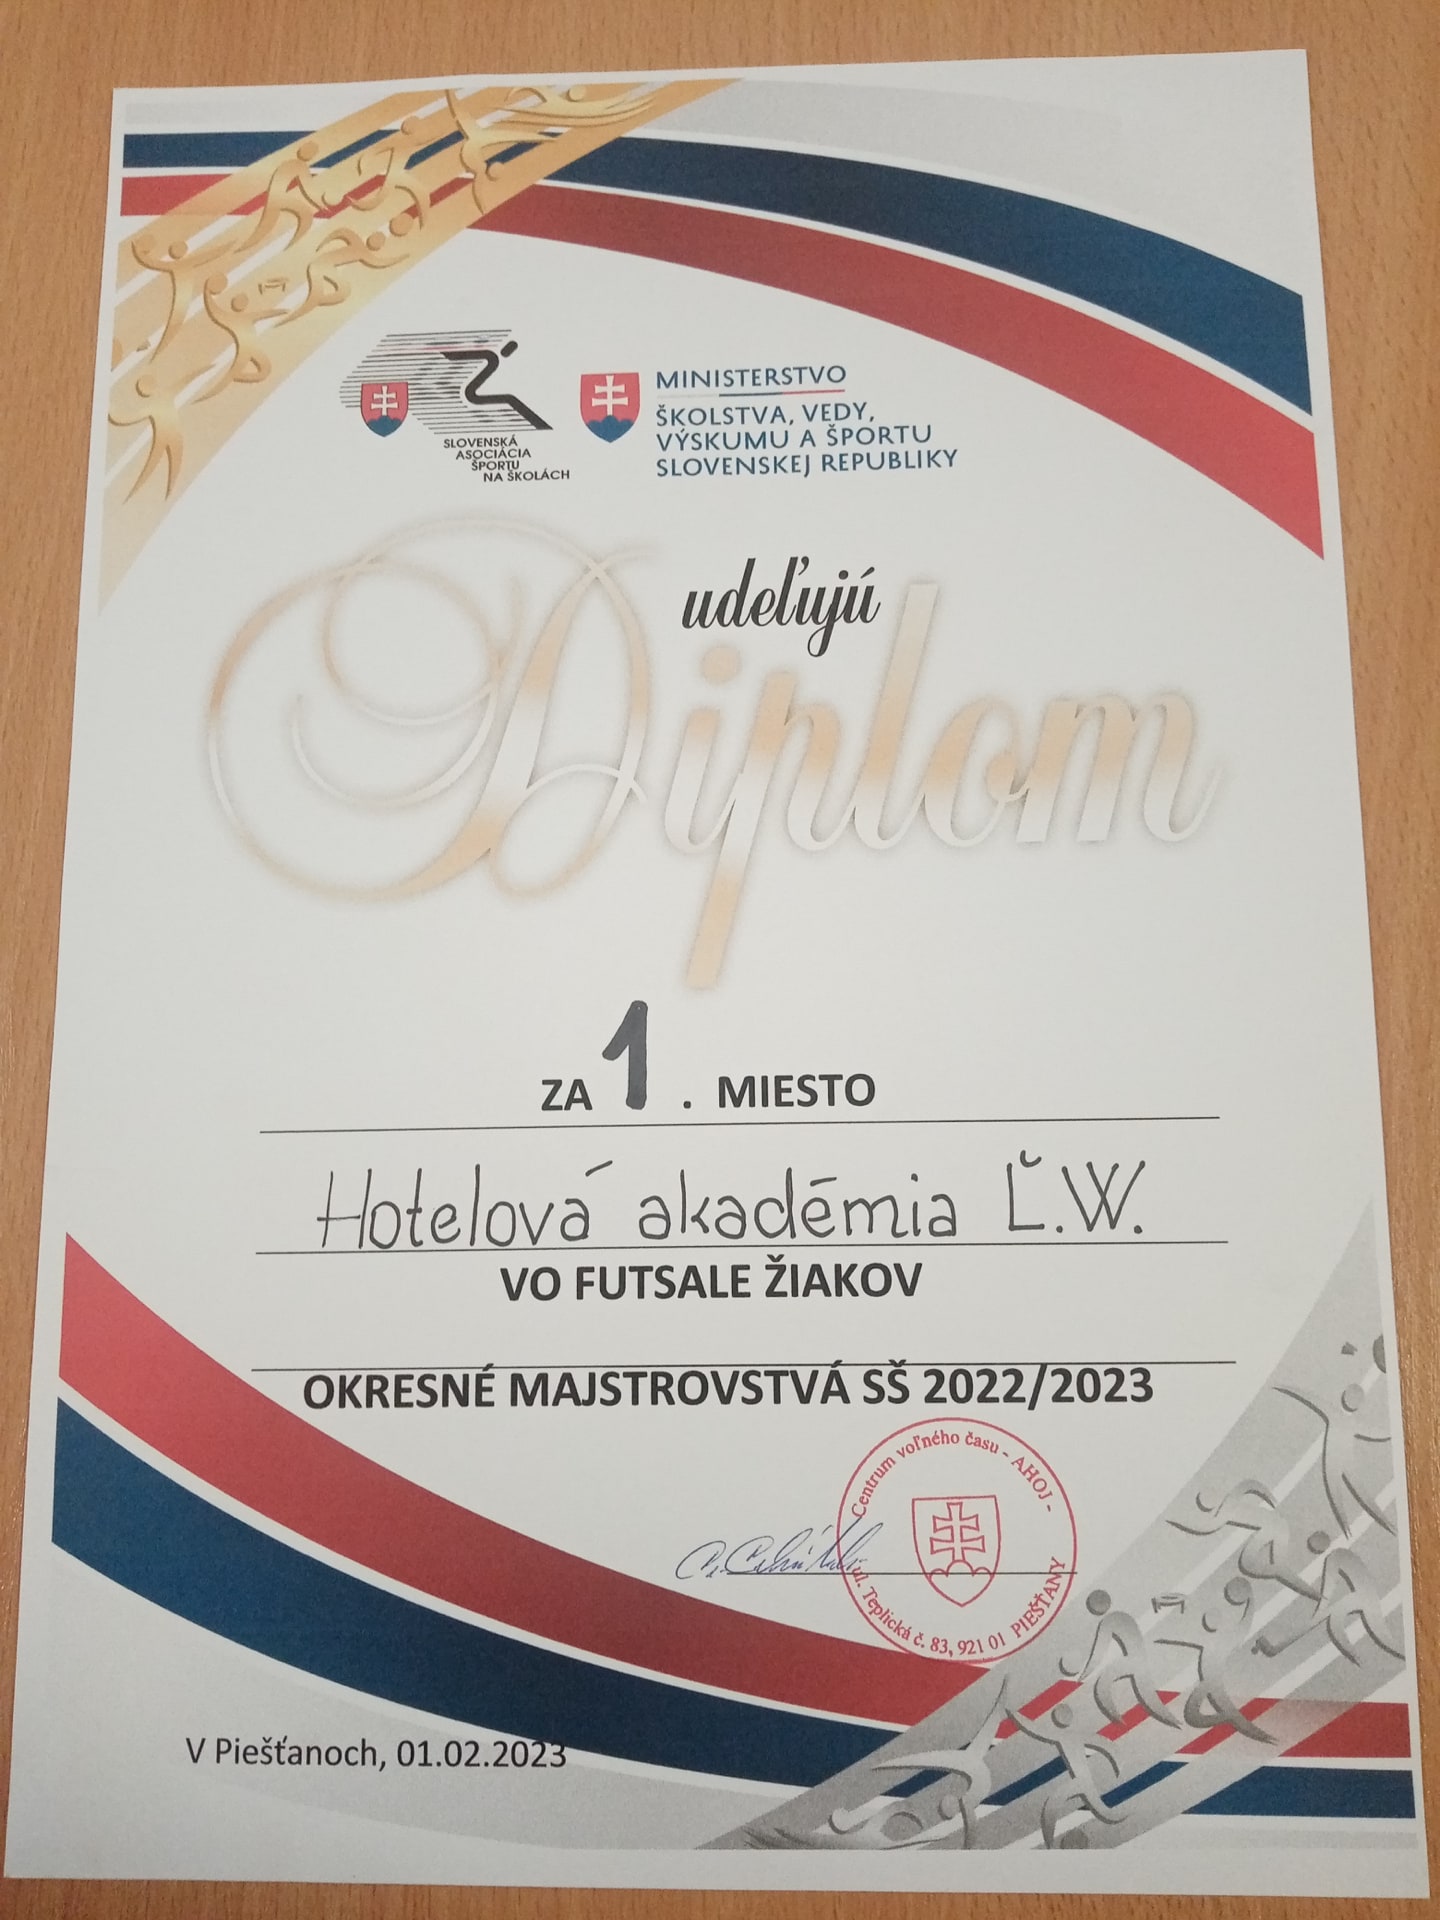 SLOVENSKÁ
ASOCIÁCIA
ŠPORTU
NA ŠKOLÁCH
MINISTERSTVO
ŠKOLSTVA, VEDY,
VÝSKUMU A ŠPORTU
SLOVENSKEJ REPUBLIKY
udeľujú
Diplom
ZA 1. MIESTO
Hotelová akadémia Ľ.W.
VO FUTSALE ŽIAKOV
OKRESNÉ MAJSTROVSTVÁ SŠ 2022/2023
Centrum voľného času - AHOJ -
ul. Teplická č. 83, 921 01 PIEŠŤANY
V Piešťanoch, 01.02.2023